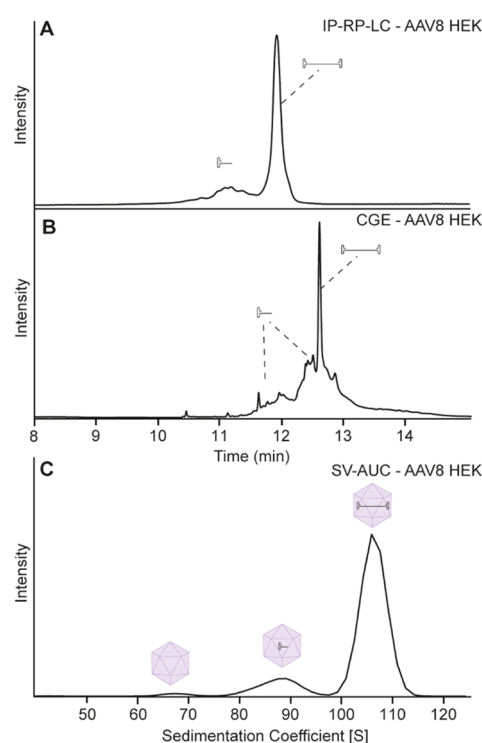 A
IP-RP-LC - AAV8 HEK
Intensity
B
CGE - AAV8 HEK
Intensity
8 9 10 11 12 13 14
Time (min)
C
SV-AUC - AAV8 HEK
Intensity
50 60 70 80 90 100 110 120
Sedimentation Coefficient [S]